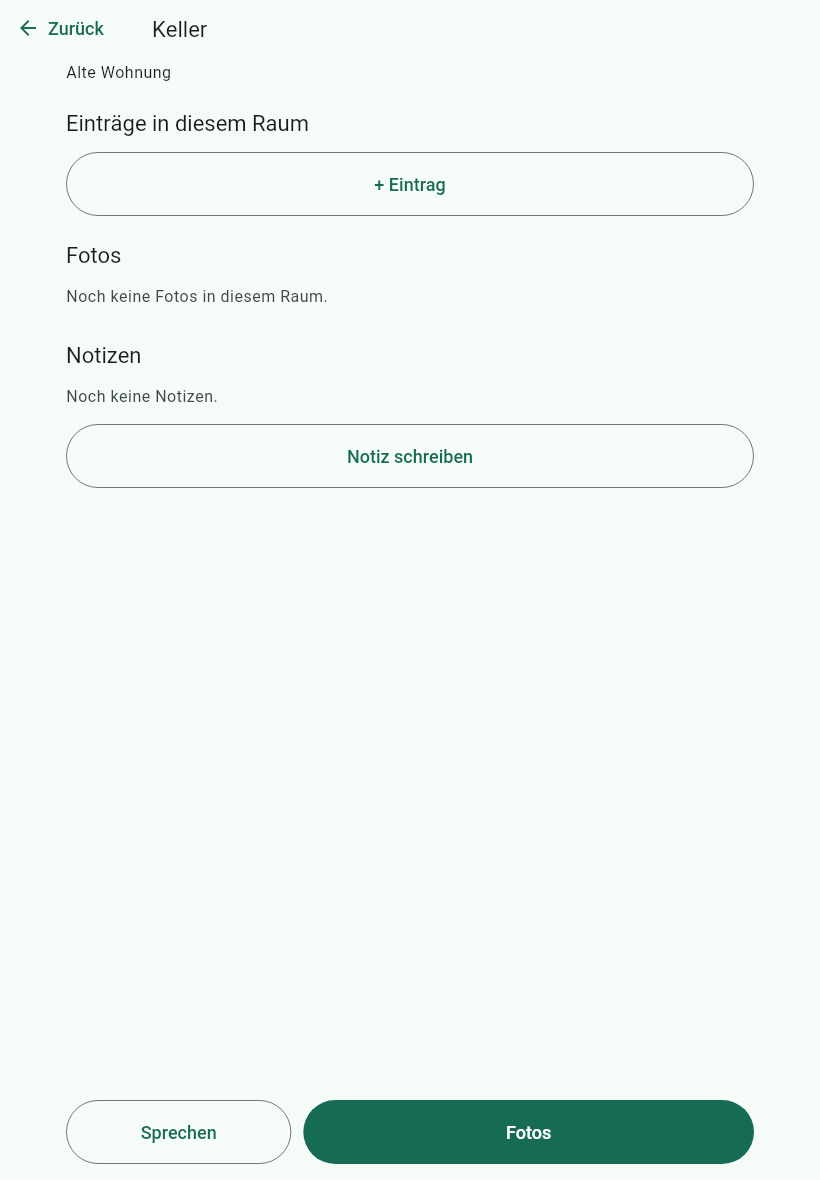 Zurück
Keller
Alte Wohnung
Einträge in diesem Raum
+ Eintrag
Fotos
Noch keine Fotos in diesem Raum.
Notizen
Noch keine Notizen.
Notiz schreiben
Sprechen
Fotos